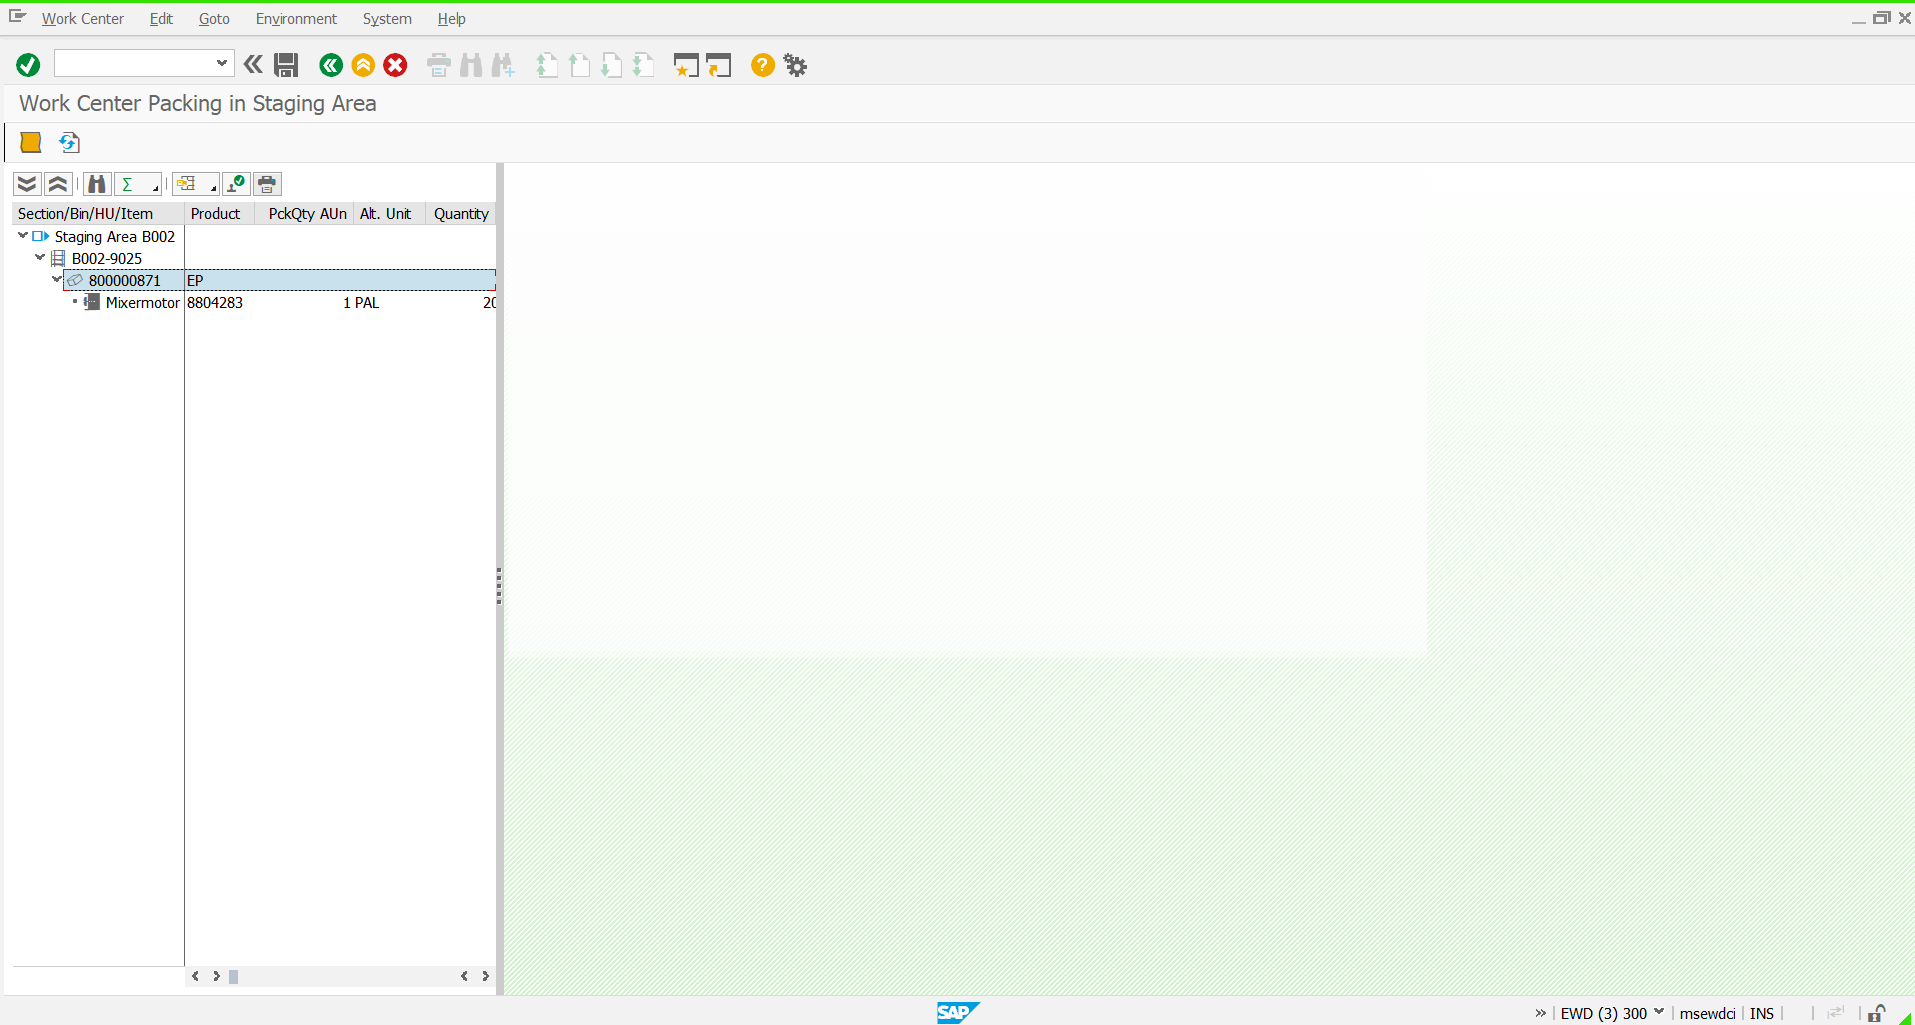 Work Center Edit Goto Environment System Help
Work Center Packing in Staging Area
Section/Bin/HU/Item Product PckQty AUn Alt. Unit Quantity
Staging Area B002
B002-9025
800000871 EP
Mixermotor 8804283 1 PAL 20
SAP EWD (3) 300 msewdci INS